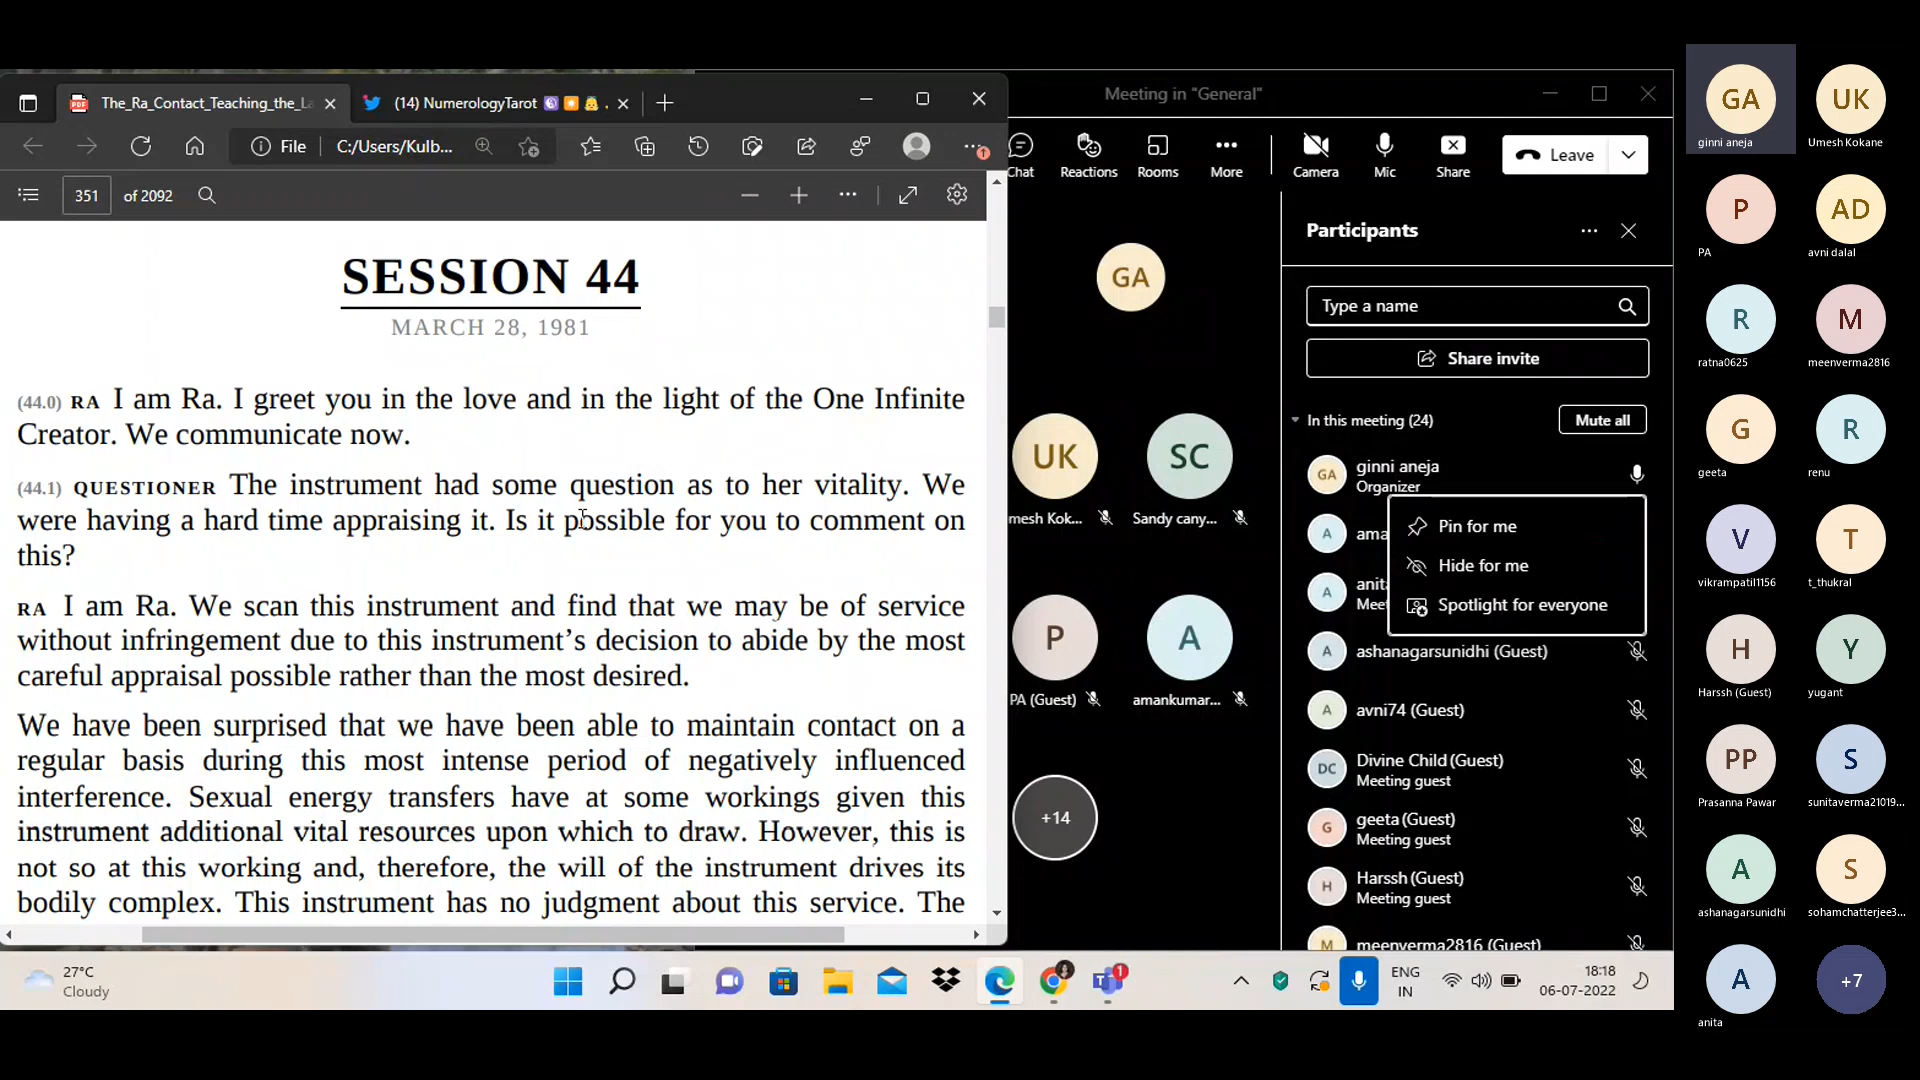 The_Ra_Contact_Teaching_the_La
(14) NumerologyTarot
File
C:/Users/Kulb...
351 of 2092
SESSION 44
MARCH 28, 1981
(44.0) RA I am Ra. I greet you in the love and in the light of the One Infinite
Creator. We communicate now.
(44.1) QUESTIONER The instrument had some question as to her vitality. We
were having a hard time appraising it. Is it possible for you to comment on
this?
RA I am Ra. We scan this instrument and find that we may be of service
without infringement due to this instrument’s decision to abide by the most
careful appraisal possible rather than the most desired.
We have been surprised that we have been able to maintain contact on a
regular basis during this most intense period of negatively influenced
interference. Sexual energy transfers have at some workings given this
instrument additional vital resources upon which to draw. However, this is
not so at this working and, therefore, the will of the instrument drives its
bodily complex. This instrument has no judgment about this service. The
Meeting in "General"
Chat
Reactions
Rooms
More
Camera
Mic
Share
Leave
GA
UK
mesh Kok...
SC
Sandy cany...
P
PA (Guest)
A
amankumar...
+14
Participants
Type a name
Share invite
In this meeting (24)
Mute all
GA
ginni aneja
Organizer
Pin for me
Hide for me
Spotlight for everyone
A
ama
A
anita
Meet
A
ashanagarsunidhi (Guest)
A
avni74 (Guest)
DC
Divine Child (Guest)
Meeting guest
G
geeta (Guest)
Meeting guest
H
Harssh (Guest)
Meeting guest
M
meenverma2816 (Guest)
27°C
Cloudy
1
ENG
IN
18:18
06-07-2022
GA
ginni aneja
UK
Umesh Kokane
P
PA
AD
avni dalal
R
ratna0625
M
meenverma2816
G
geeta
R
renu
V
vikrampatil1156
T
t_thukral
H
Harssh (Guest)
Y
yugant
PP
Prasanna Pawar
S
sunitaverma21019...
A
ashanagarsunidhi
S
sohamchatterjee3...
A
anita
+7